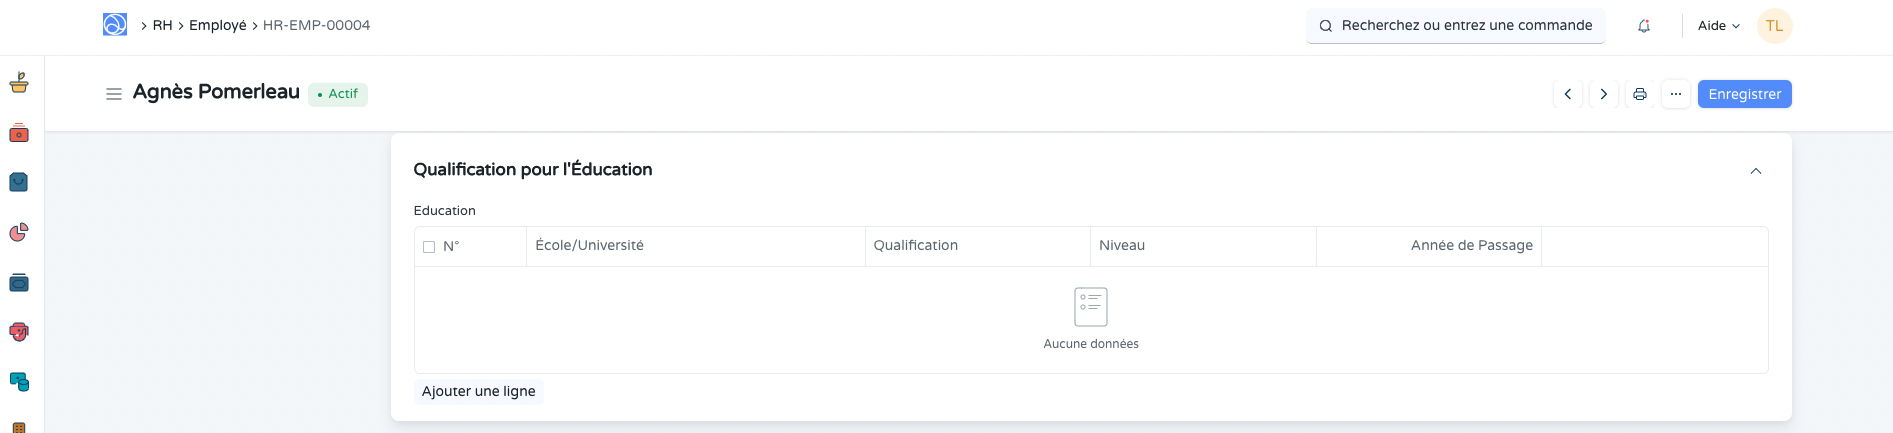 RH > Employé > HR-EMP-00004
Recherchez ou entrez une commande
Aide
TL
Agnès Pomerleau
Actif
Enregistrer
Qualification pour l'Éducation
Education
N° École/Université Qualification Niveau Année de Passage
Aucune données
Ajouter une ligne